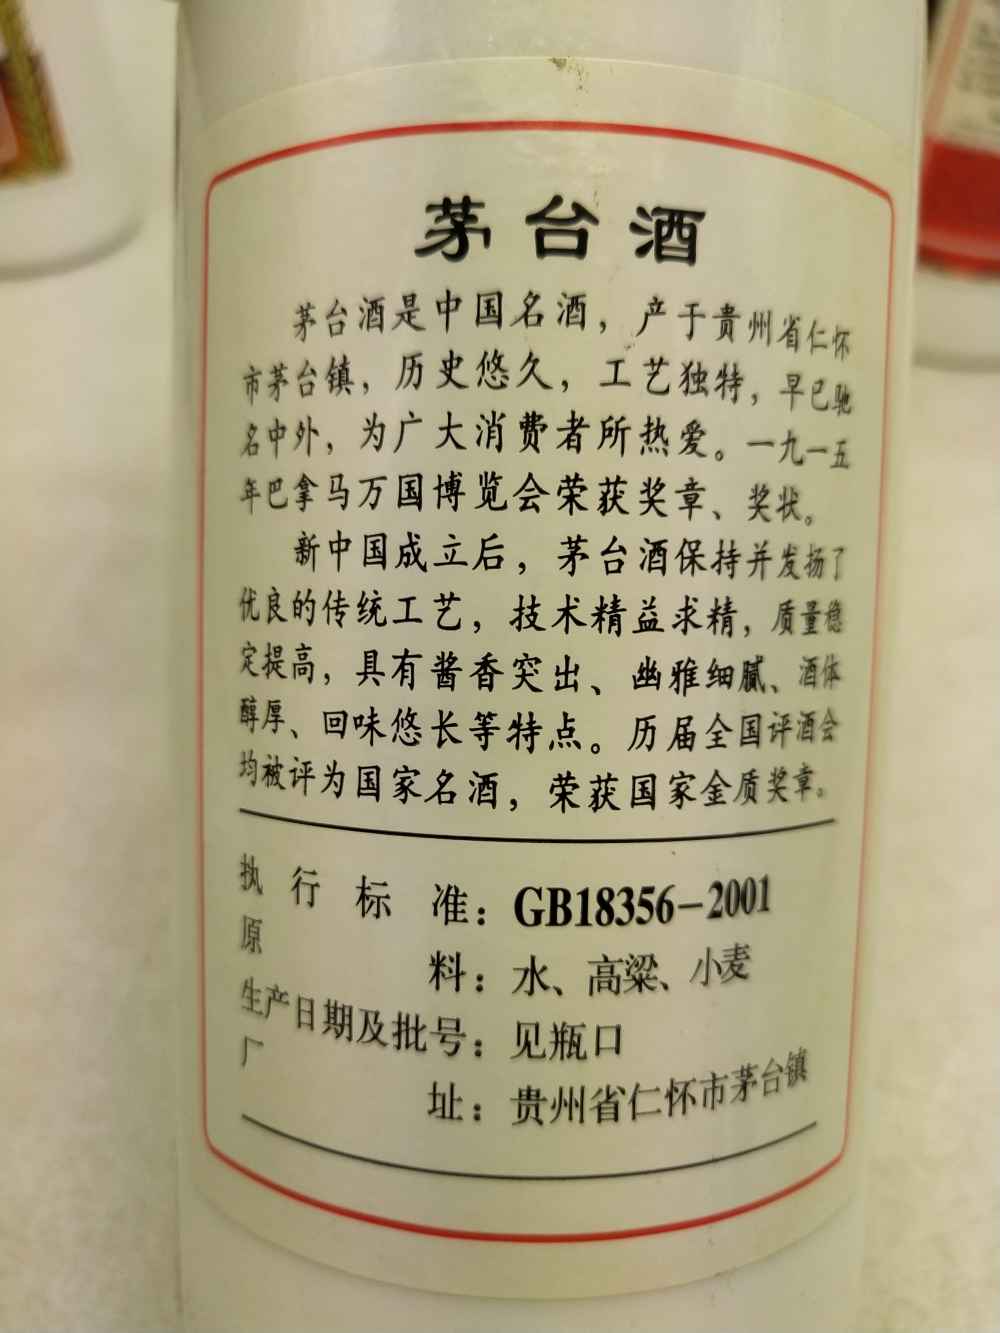 茅台酒
茅台酒是中国名酒，产于贵州省仁怀
市茅台镇，历史悠久，工艺独特，早已驰
名中外，为广大消费者所热爱。一九一五
年巴拿马万国博览会荣获奖章、奖状。
新中国成立后，茅台酒保持并发扬了
优良的传统工艺，技术精益求精，质量稳
定提高，具有酱香突出、幽雅细腻、酒体
醇厚、回味悠长等特点。历届全国评酒会
均被评为国家名酒，荣获国家金质奖章。
执行标准：GB18356-2001
原料：水、高粱、小麦
生产日期及批号：见瓶口
厂址：贵州省仁怀市茅台镇